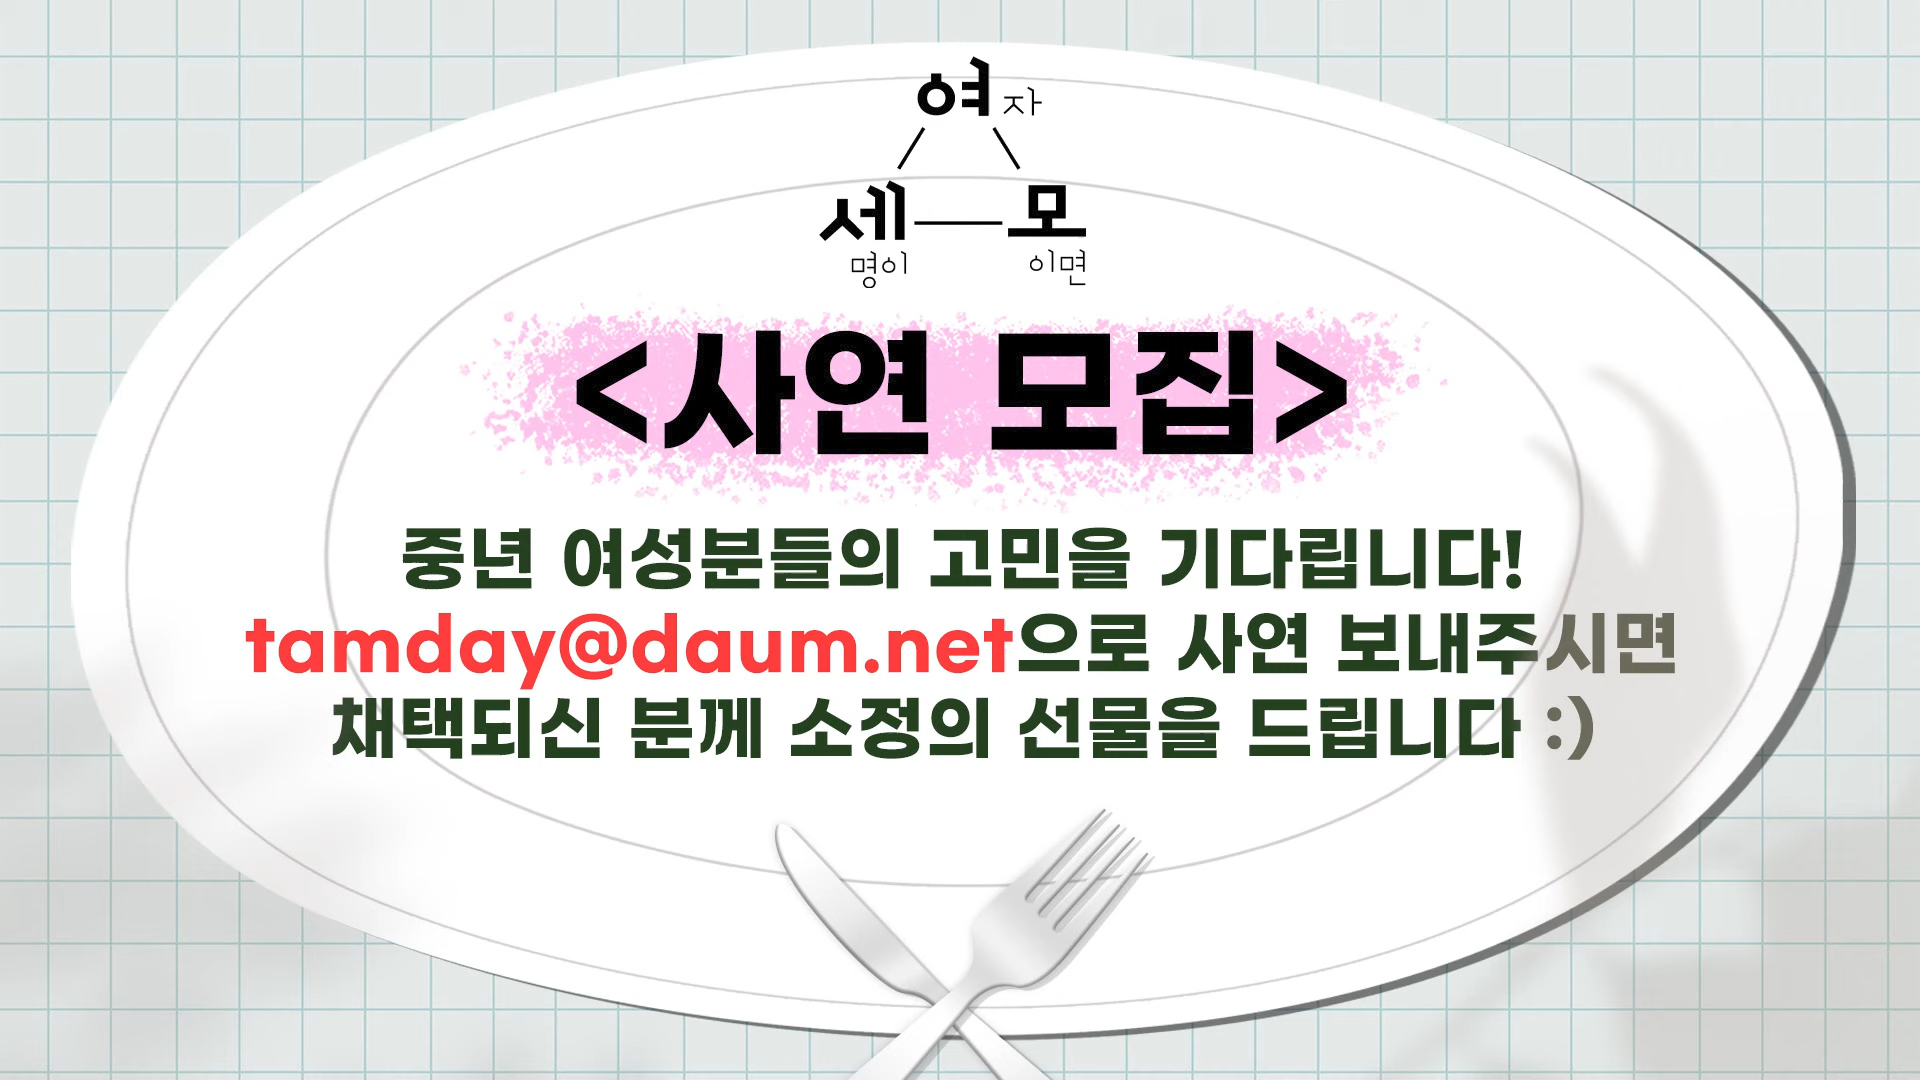 여자
세 모
명이 이면
<사연 모집>
중년 여성분들의 고민을 기다립니다!
tamday@daum.net으로 사연 보내주시면
채택되신 분께 소정의 선물을 드립니다 :)